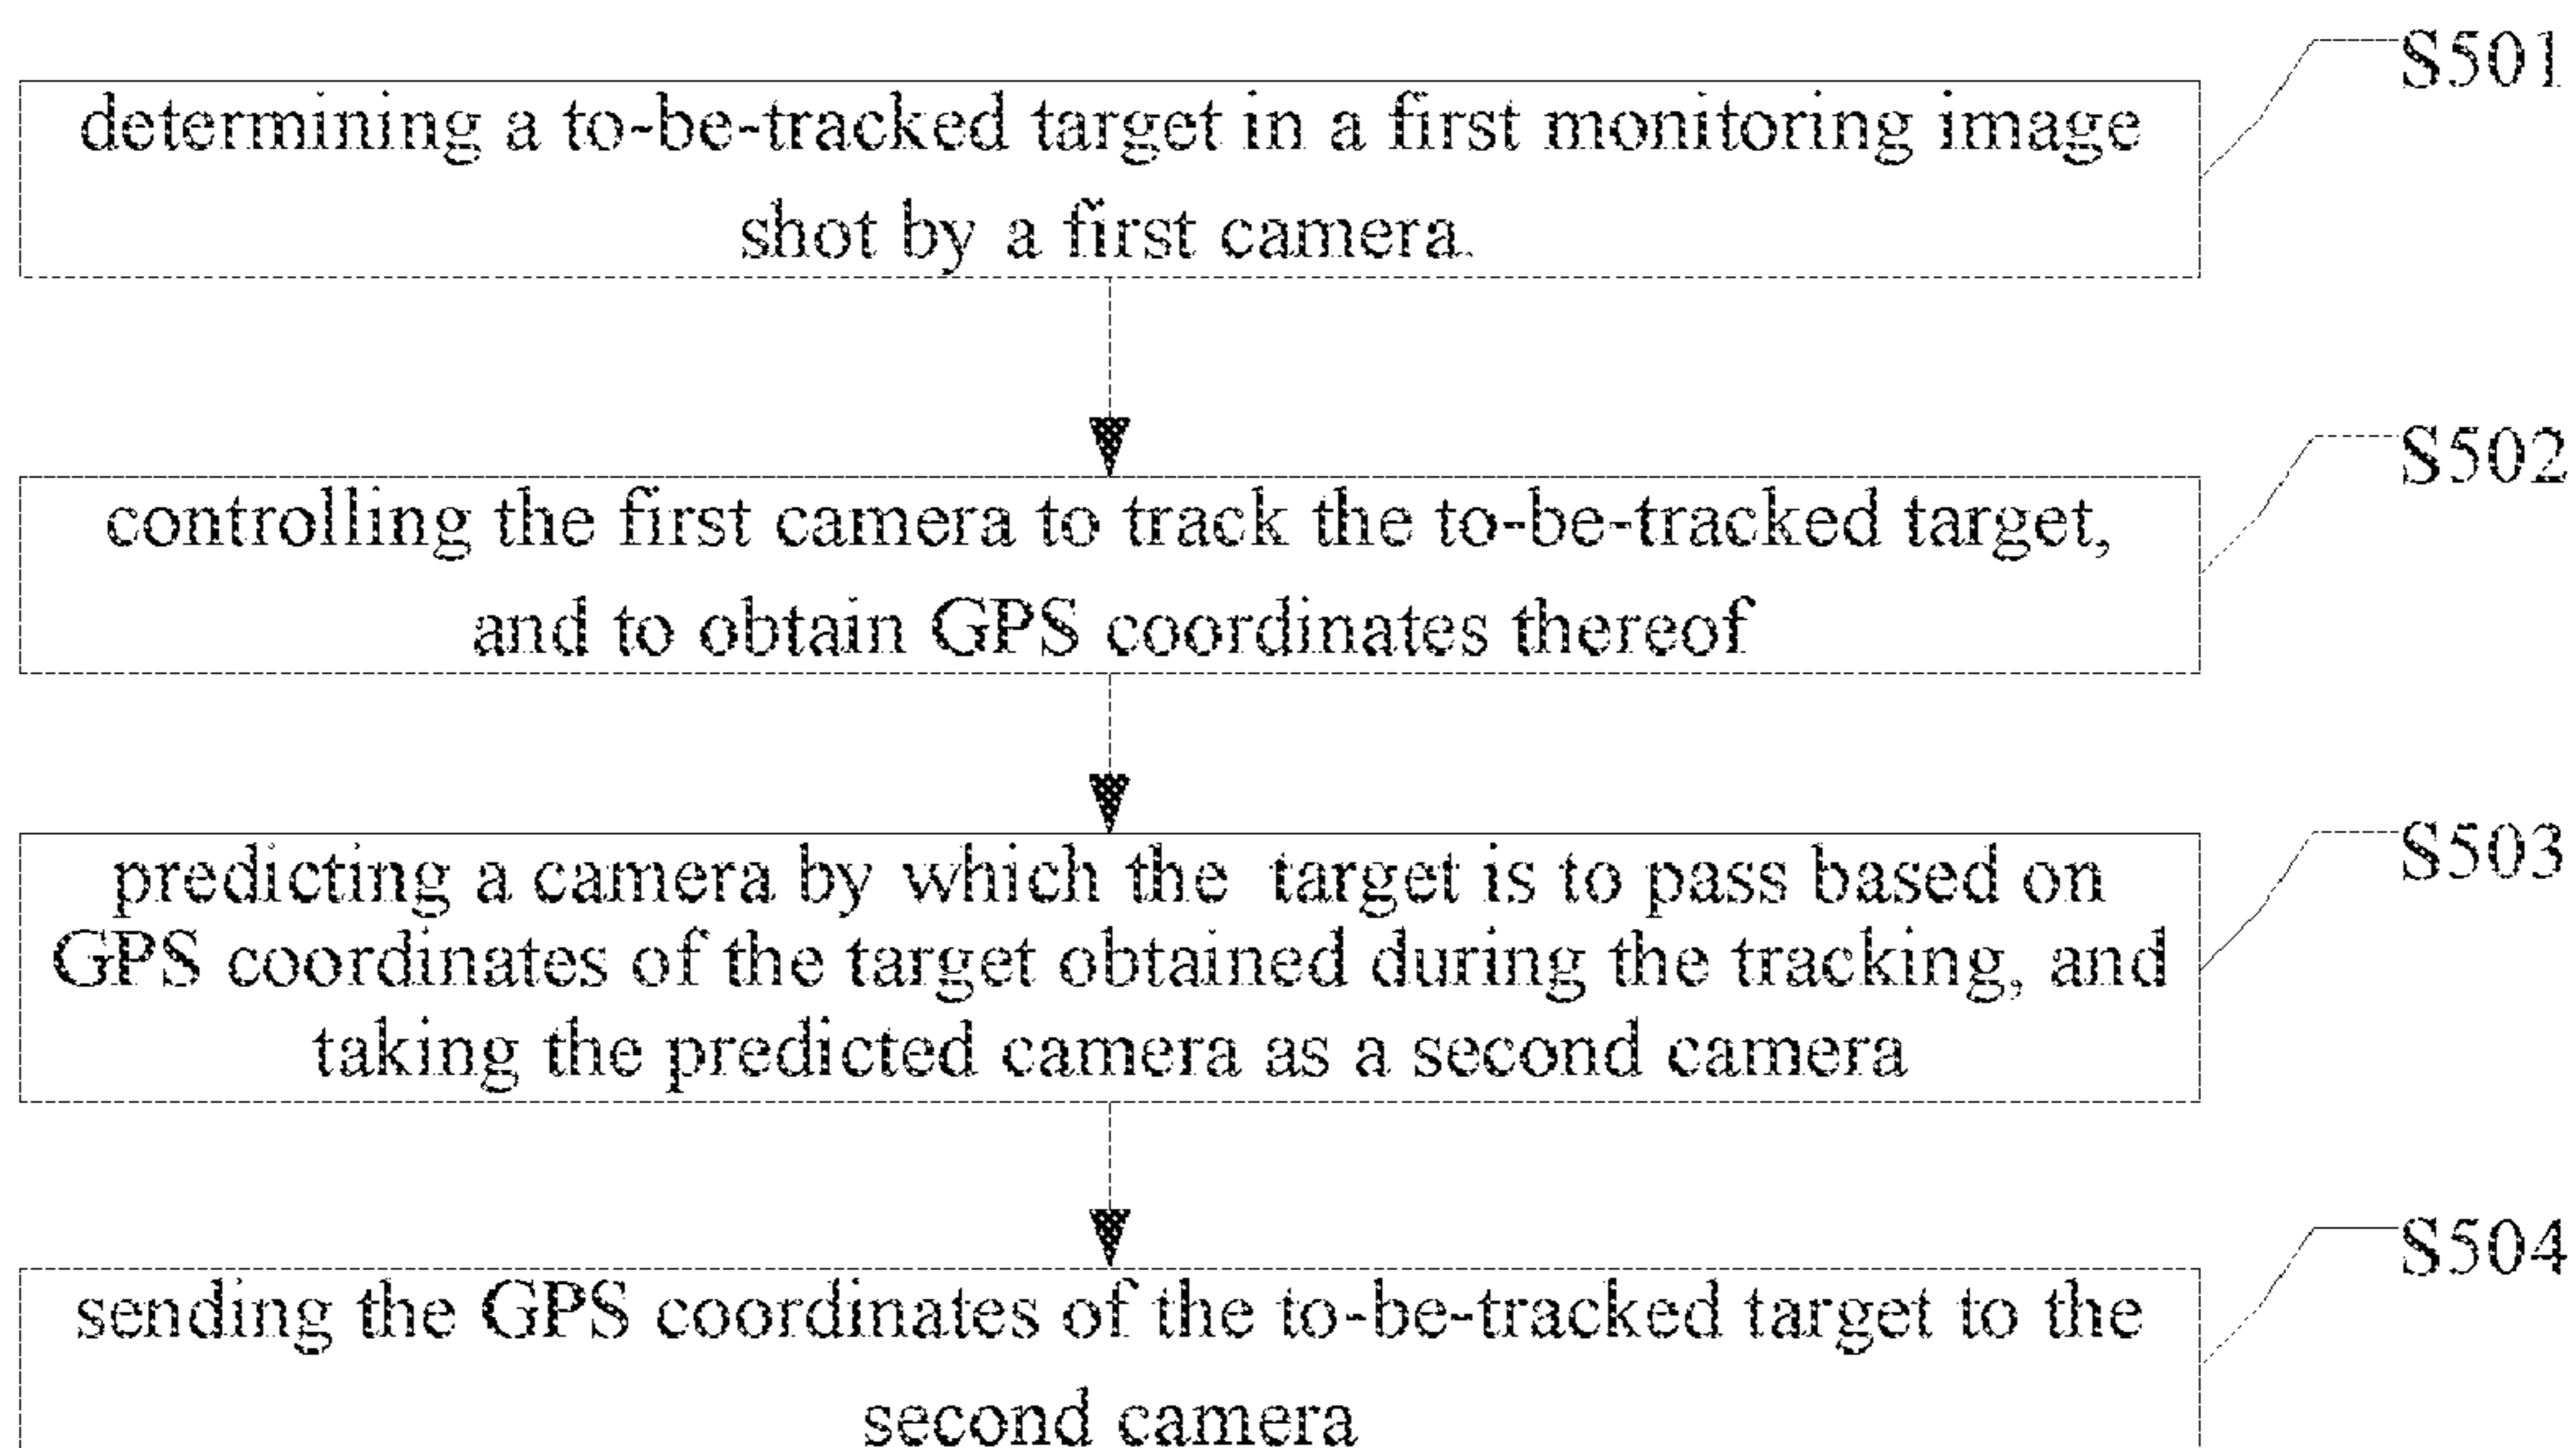 S501
determining a to-be-tracked target in a first monitoring image
shot by a first camera.
S502
controlling the first camera to track the to-be-tracked target,
and to obtain GPS coordinates thereof
S503
predicting a camera by which the target is to pass based on
GPS coordinates of the target obtained during the tracking, and
taking the predicted camera as a second camera
S504
sending the GPS coordinates of the to-be-tracked target to the
second camera